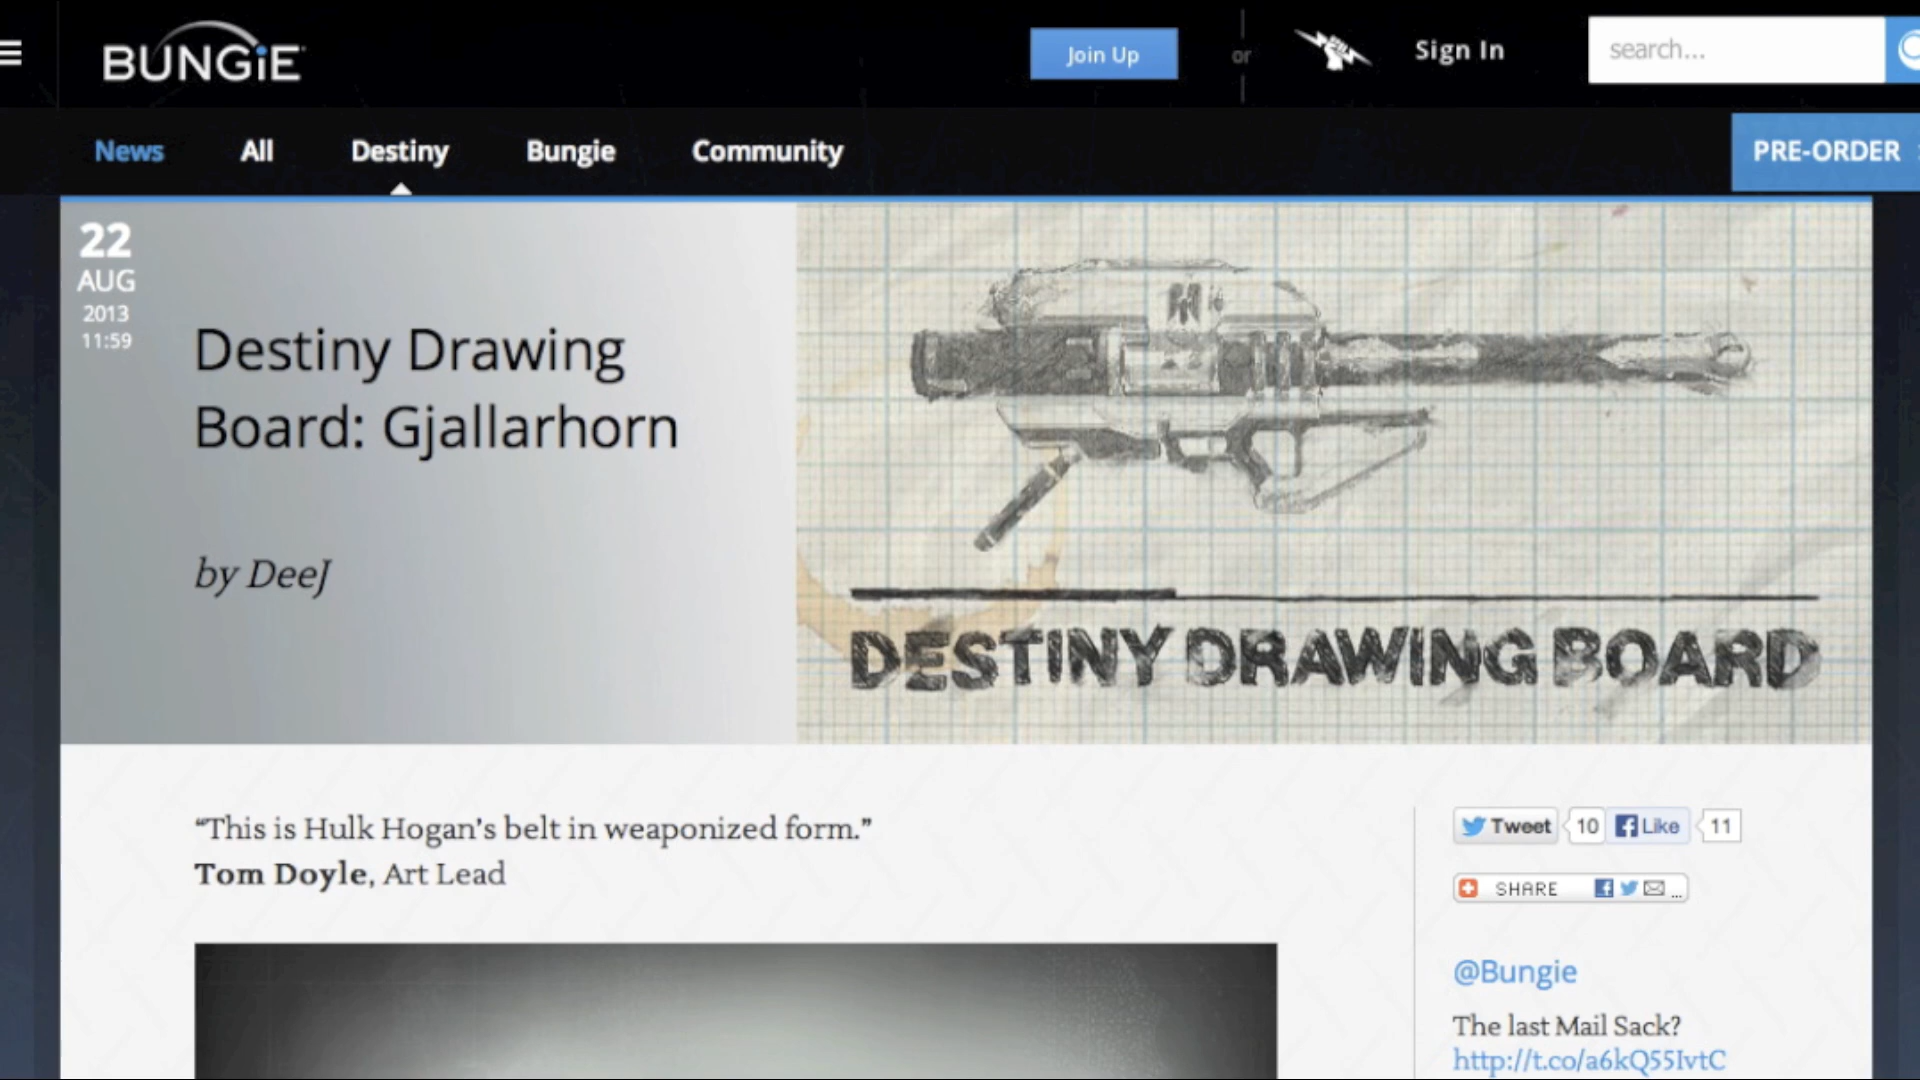 BUNGiE
Join Up
or
Sign In
search...
News
All
Destiny
Bungie
Community
PRE-ORDER
22
AUG
2013
11:59
Destiny Drawing
Board: Gjallarhorn
by DeeJ
DESTINY DRAWING BOARD
“This is Hulk Hogan’s belt in weaponized form.”
Tom Doyle, Art Lead
Tweet
10
Like
11
SHARE
...
@Bungie
The last Mail Sack?
http://t.co/a6kQ55IvtC